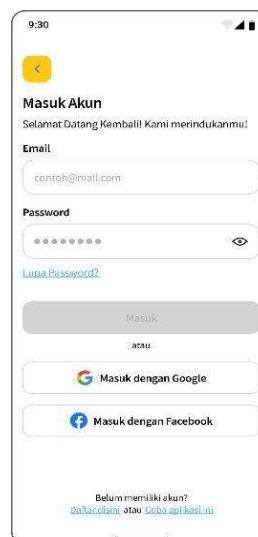 9:30
Masuk Akun
Selamat Datang Kembali! Kami merindukanmu!
Email
contoh@mail.com
Password
Lupa Password?
Masuk
atau
Masuk dengan Google
Masuk dengan Facebook
Belum memiliki akun?
Daftar disini atau Coba aplikasi ini